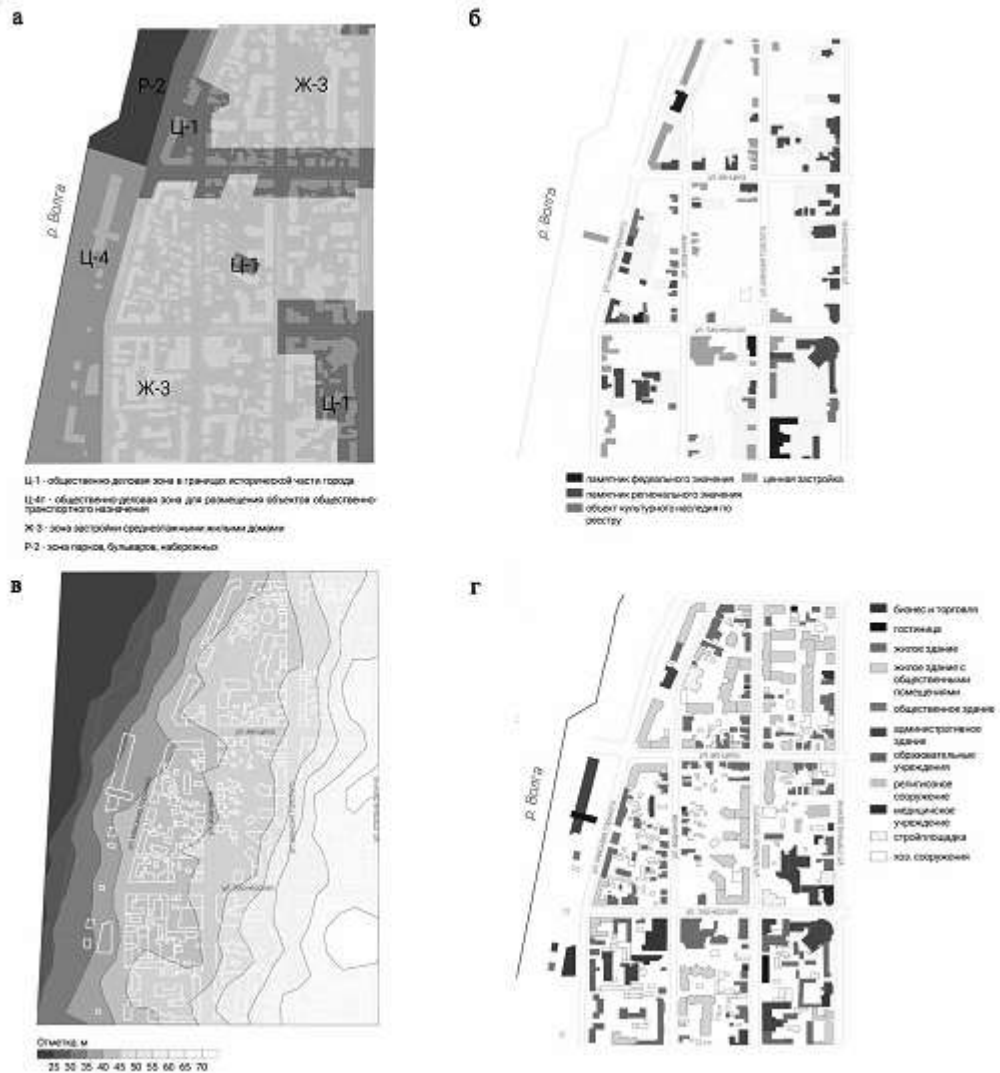 а
Р-2
Ж-3
Ц-1
р. Волга
Ц-4
Ц-1
Ж-3
Ц-1
Ц-1 - общественно-деловая зона в границах исторической части города
Ц-4т - общественно-деловая зона для размещения объектов общественно-
транспортного назначения
Ж-3 - зона застройки среднеэтажными жилыми домами
Р-2 - зона парков, бульваров, набережных
б
р. Волга
памятник федеального значения
ценная застройка
памятник регионального значения
объект культурного наследия по
реестру
в
Отметка, м
25 30 35 40 45 50 55 60 65 70
г
р. Волга
бизнес и торговля
гостиница
жилое здание
жилое здание с
общественными
помещениями
общественное здание
административное
здание
образовательные
учреждения
религиозное
сооружение
медицинское
учреждение
стройплощадка
хоз. сооружения